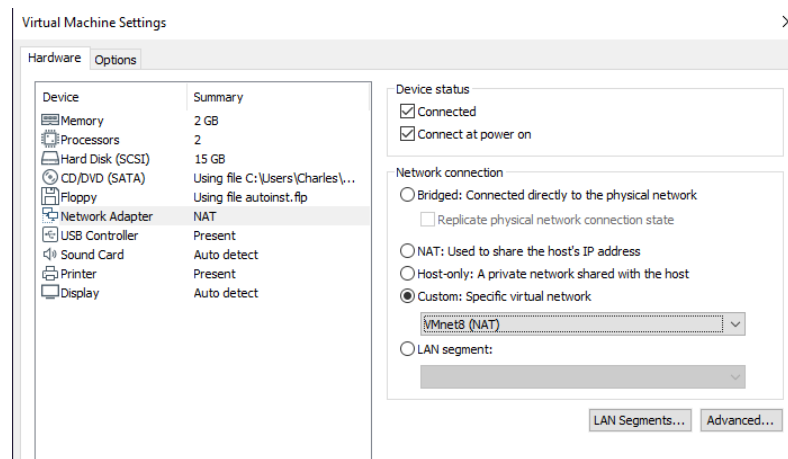 Virtual Machine Settings
Hardware Options
Device Summary
Memory 2 GB
Processors 2
Hard Disk (SCSI) 15 GB
CD/DVD (SATA) Using file C:\Users\Charles\...
Floppy Using file autoinst.flp
Network Adapter NAT
USB Controller Present
Sound Card Auto detect
Printer Present
Display Auto detect
Device status
Connected
Connect at power on
Network connection
Bridged: Connected directly to the physical network
Replicate physical network connection state
NAT: Used to share the host's IP address
Host-only: A private network shared with the host
Custom: Specific virtual network
VMnet8 (NAT)
LAN segment:
LAN Segments... Advanced...